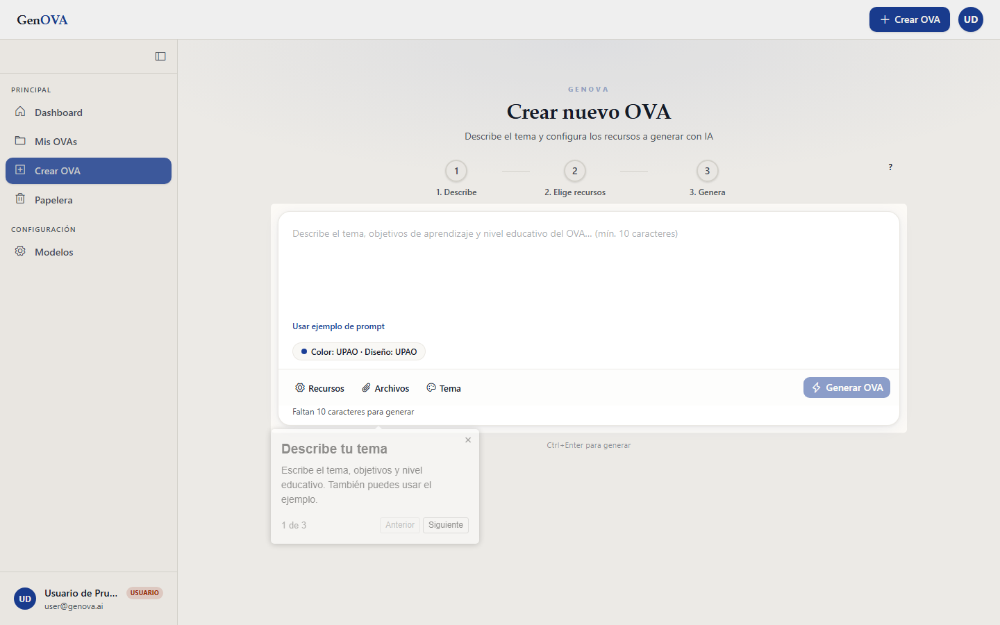 GenOVA
Crear OVA
UD
PRINCIPAL
Dashboard
Mis OVAs
Crear OVA
Papelera
CONFIGURACIÓN
Modelos
UD
Usuario de Pru...
USUARIO
user@genova.ai
GENOVA
Crear nuevo OVA
Describe el tema y configura los recursos a generar con IA
1
2
3
1. Describe
2. Elige recursos
3. Genera
?
Describe el tema, objetivos de aprendizaje y nivel educativo del OVA... (mín. 10 caracteres)
Usar ejemplo de prompt
Color: UPAO · Diseño: UPAO
Recursos
Archivos
Tema
Generar OVA
Faltan 10 caracteres para generar
Ctrl+Enter para generar
Describe tu tema
×
Escribe el tema, objetivos y nivel
educativo. También puedes usar el
ejemplo.
1 de 3
Anterior
Siguiente